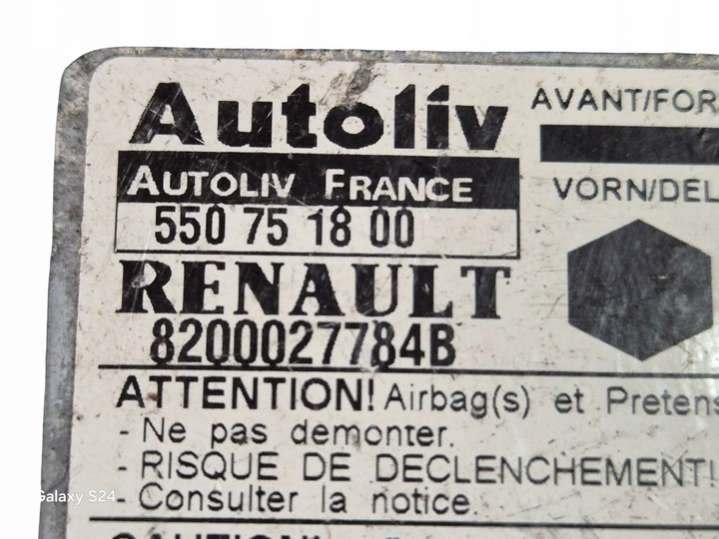 Autoliv
AUTOLIV FRANCE
550 75 18 00
RENAULT
8200027784B
AVANT/FOR
VORN/DEL
ATTENTION! Airbag(s) et Pretens
- Ne pas demonter.
- RISQUE DE DECLENCHEMENT!
- Consulter la notice.
Galaxy S24